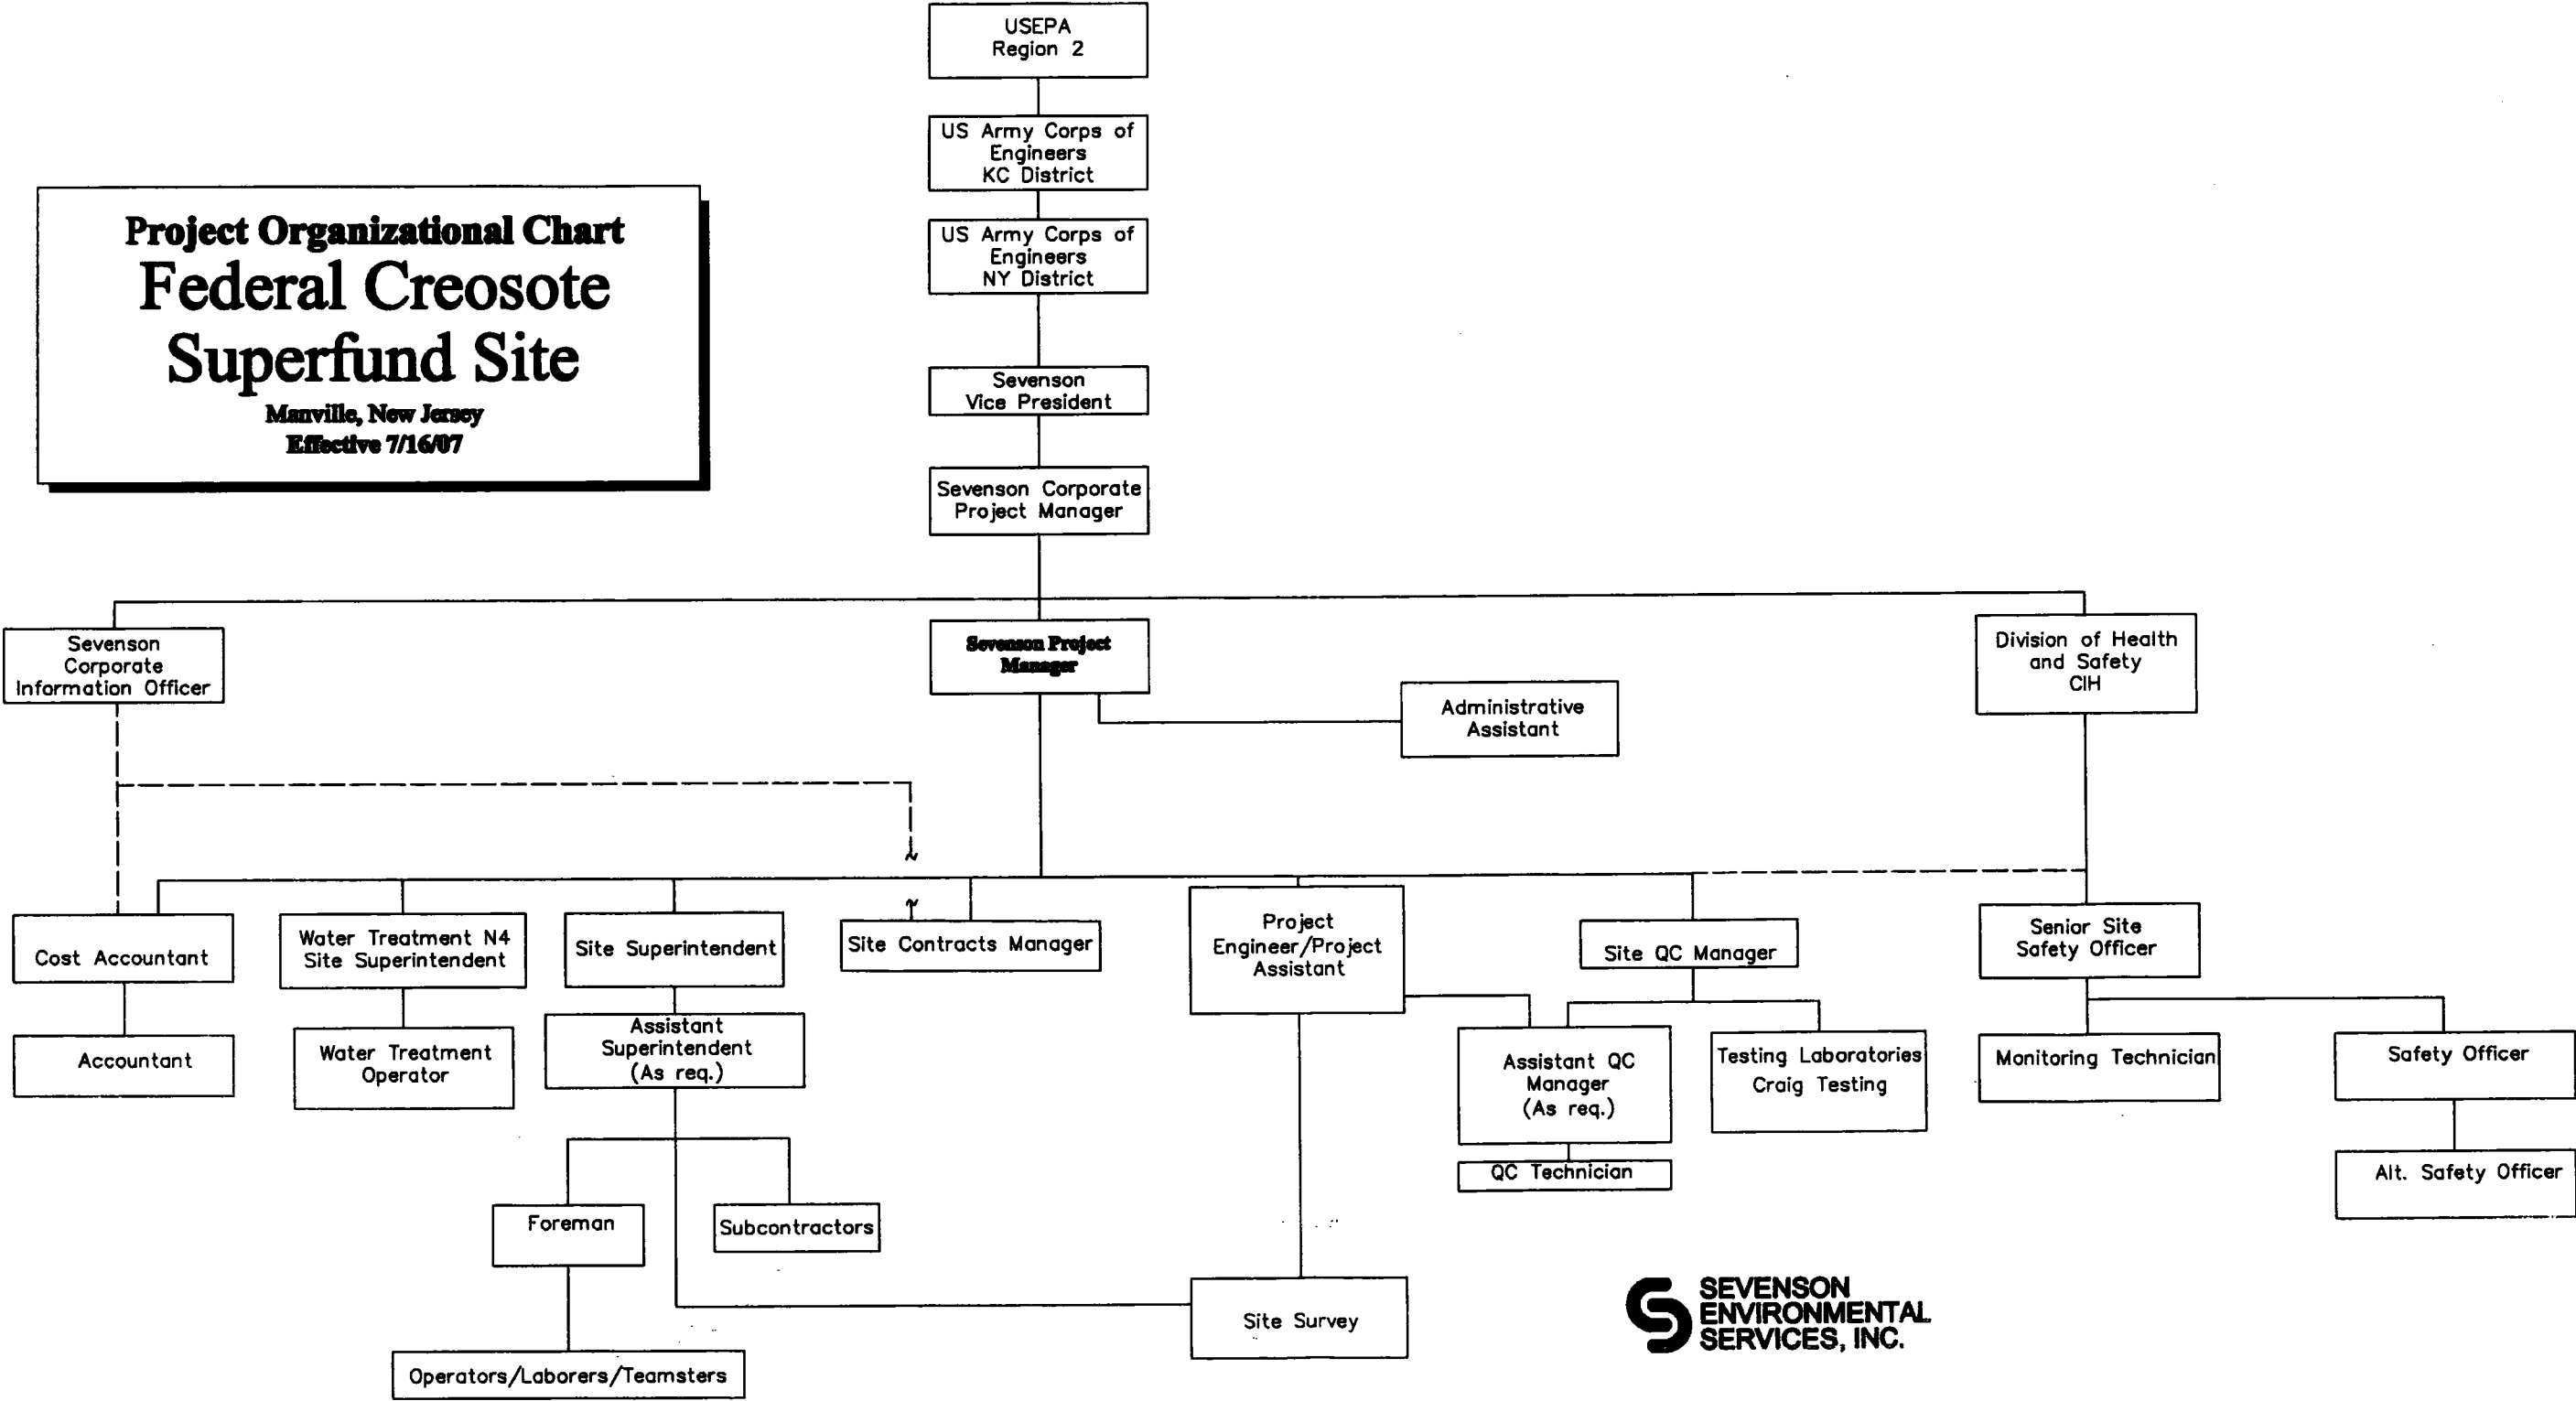 USEPA
Region 2
US Army Corps of
Engineers
KC District
US Army Corps of
Engineers
NY District
Project Organizational Chart
Federal Creosote
Superfund Site
Manville, New Jersey
Effective 7/16/07
Sevenson
Vice President
Sevenson Corporate
Project Manager
Sevenson
Corporate
Information Officer
Sevenson Project
Manager
Division of Health
and Safety
CIH
Administrative
Assistant
Cost Accountant
Water Treatment N4
Site Superintendent
Site Superintendent
Site Contracts Manager
Project
Engineer/Project
Assistant
Site QC Manager
Senior Site
Safety Officer
Accountant
Water Treatment
Operator
Assistant
Superintendent
(As req.)
Assistant QC
Manager
(As req.)
Testing Laboratories
Craig Testing
Monitoring Technician
Safety Officer
QC Technician
Alt. Safety Officer
Foreman
Subcontractors
Site Survey
Operators/Laborers/Teamsters
SEVENSON
ENVIRONMENTAL
SERVICES, INC.